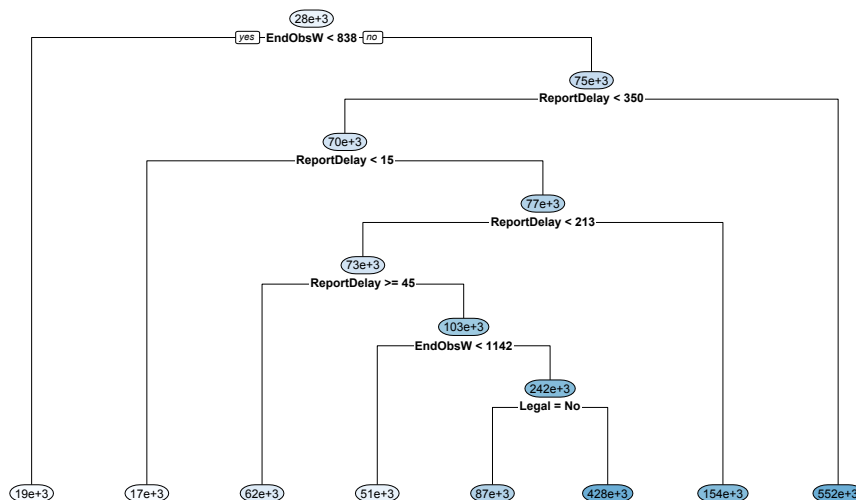 28e+3
yes EndObsW < 838 no
75e+3
ReportDelay < 350
70e+3
ReportDelay < 15
77e+3
ReportDelay < 213
73e+3
ReportDelay >= 45
103e+3
EndObsW < 1142
242e+3
Legal = No
19e+3 17e+3 62e+3 51e+3 87e+3 428e+3 154e+3 552e+3